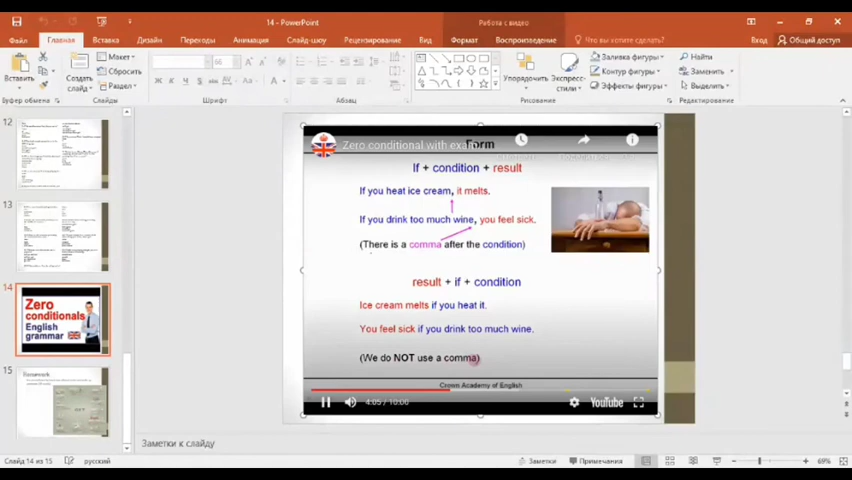 14 - PowerPoint
Работа с видео
Файл
Главная
Вставка
Дизайн
Переходы
Анимация
Слайд-шоу
Рецензирование
Вид
Формат
Воспроизведение
Что вы хотите сделать?
Вход
Общий доступ
Вставить
Создать
слайд
Макет
Сбросить
Раздел
66
Упорядочить
Экспресс-
стили
Заливка фигуры
Контур фигуры
Эффекты фигуры
Найти
Заменить
Выделить
Буфер обмена
Слайды
Шрифт
Абзац
Рисование
Редактирование
12
13
14
Zero
conditionals
English
grammar
15
Homework
Zero conditional with exam
Form
If + condition + result
If you heat ice cream, it melts.
If you drink too much wine, you feel sick.
(There is a comma after the condition)
result + if + condition
Ice cream melts if you heat it.
You feel sick if you drink too much wine.
(We do NOT use a comma)
Crown Academy of English
4:05 / 10:00
YouTube
Заметки к слайду
Слайд 14 из 15
русский
Заметки
Примечания
69%